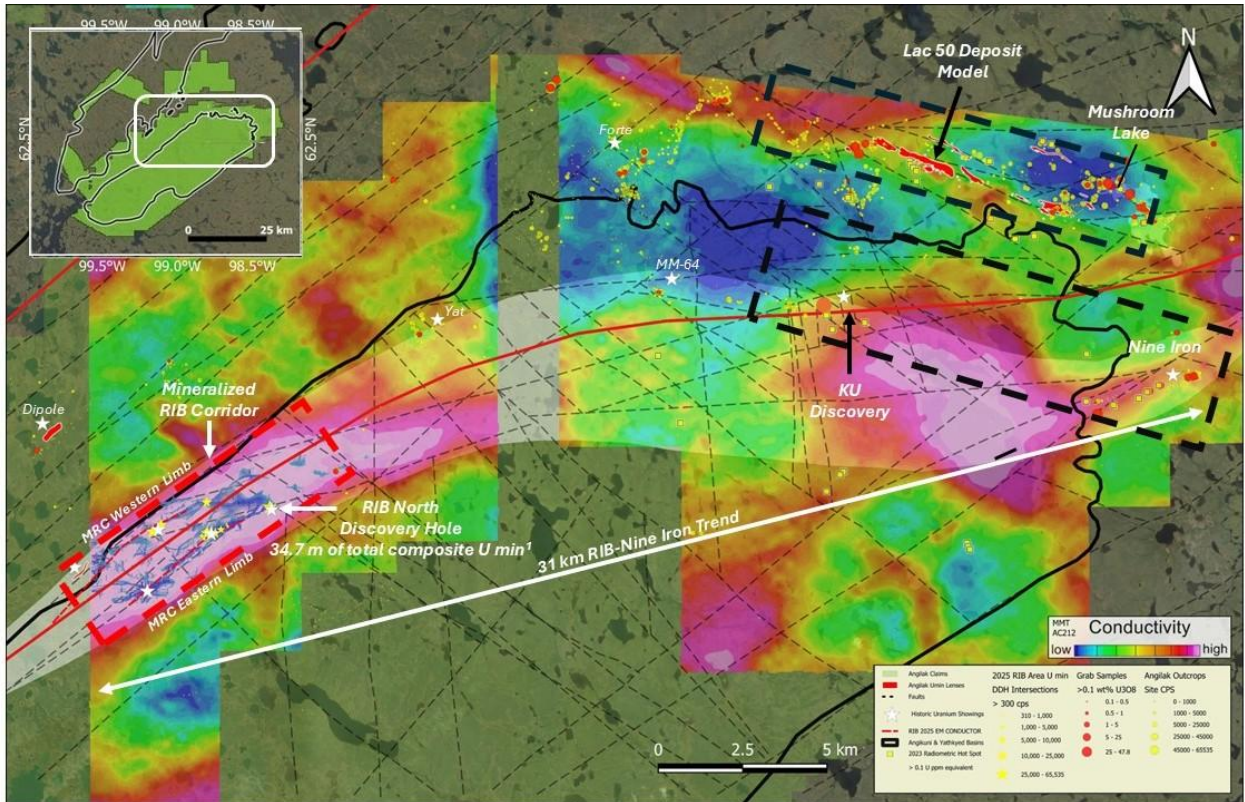 99.5°W 99.0°W 98.5°W
62.5°N
62.5°N
0 25 km
99.5°W 99.0°W 98.5°W
N
Lac 50 Deposit
Model
Mushroom
Lake
Forte
MM-64
Yat
Nine Iron
KU
Discovery
Dipole
Mineralized
RIB Corridor
MRC Western Limb
RIB North
Discovery Hole
34.7 m of total composite U min¹
MRC Eastern Limb
31 km RIB-Nine Iron Trend
MMT
AC212
Conductivity
low high
0 2.5 5 km
Angilak Claims
Angilak Umin Lenses
Faults
Historic Uranium Showings
RIB 2025 EM CONDUCTOR
Angikuni & Yathkyed Basins
2023 Radiometric Hot Spot
> 0.1 U ppm equivalent
2025 RIB Area U min
DDH Intersections
> 300 cps
310 - 1,000
1,000 - 5,000
5,000 - 10,000
10,000 - 25,000
25,000 - 65,535
Grab Samples
>0.1 wt% U3O8
0.1 - 0.5
0.5 - 1
1 - 5
5 - 25
25 - 47.8
Angilak Outcrops
Site CPS
0 - 1000
1000 - 5000
5000 - 25000
25000 - 45000
45000 - 65535